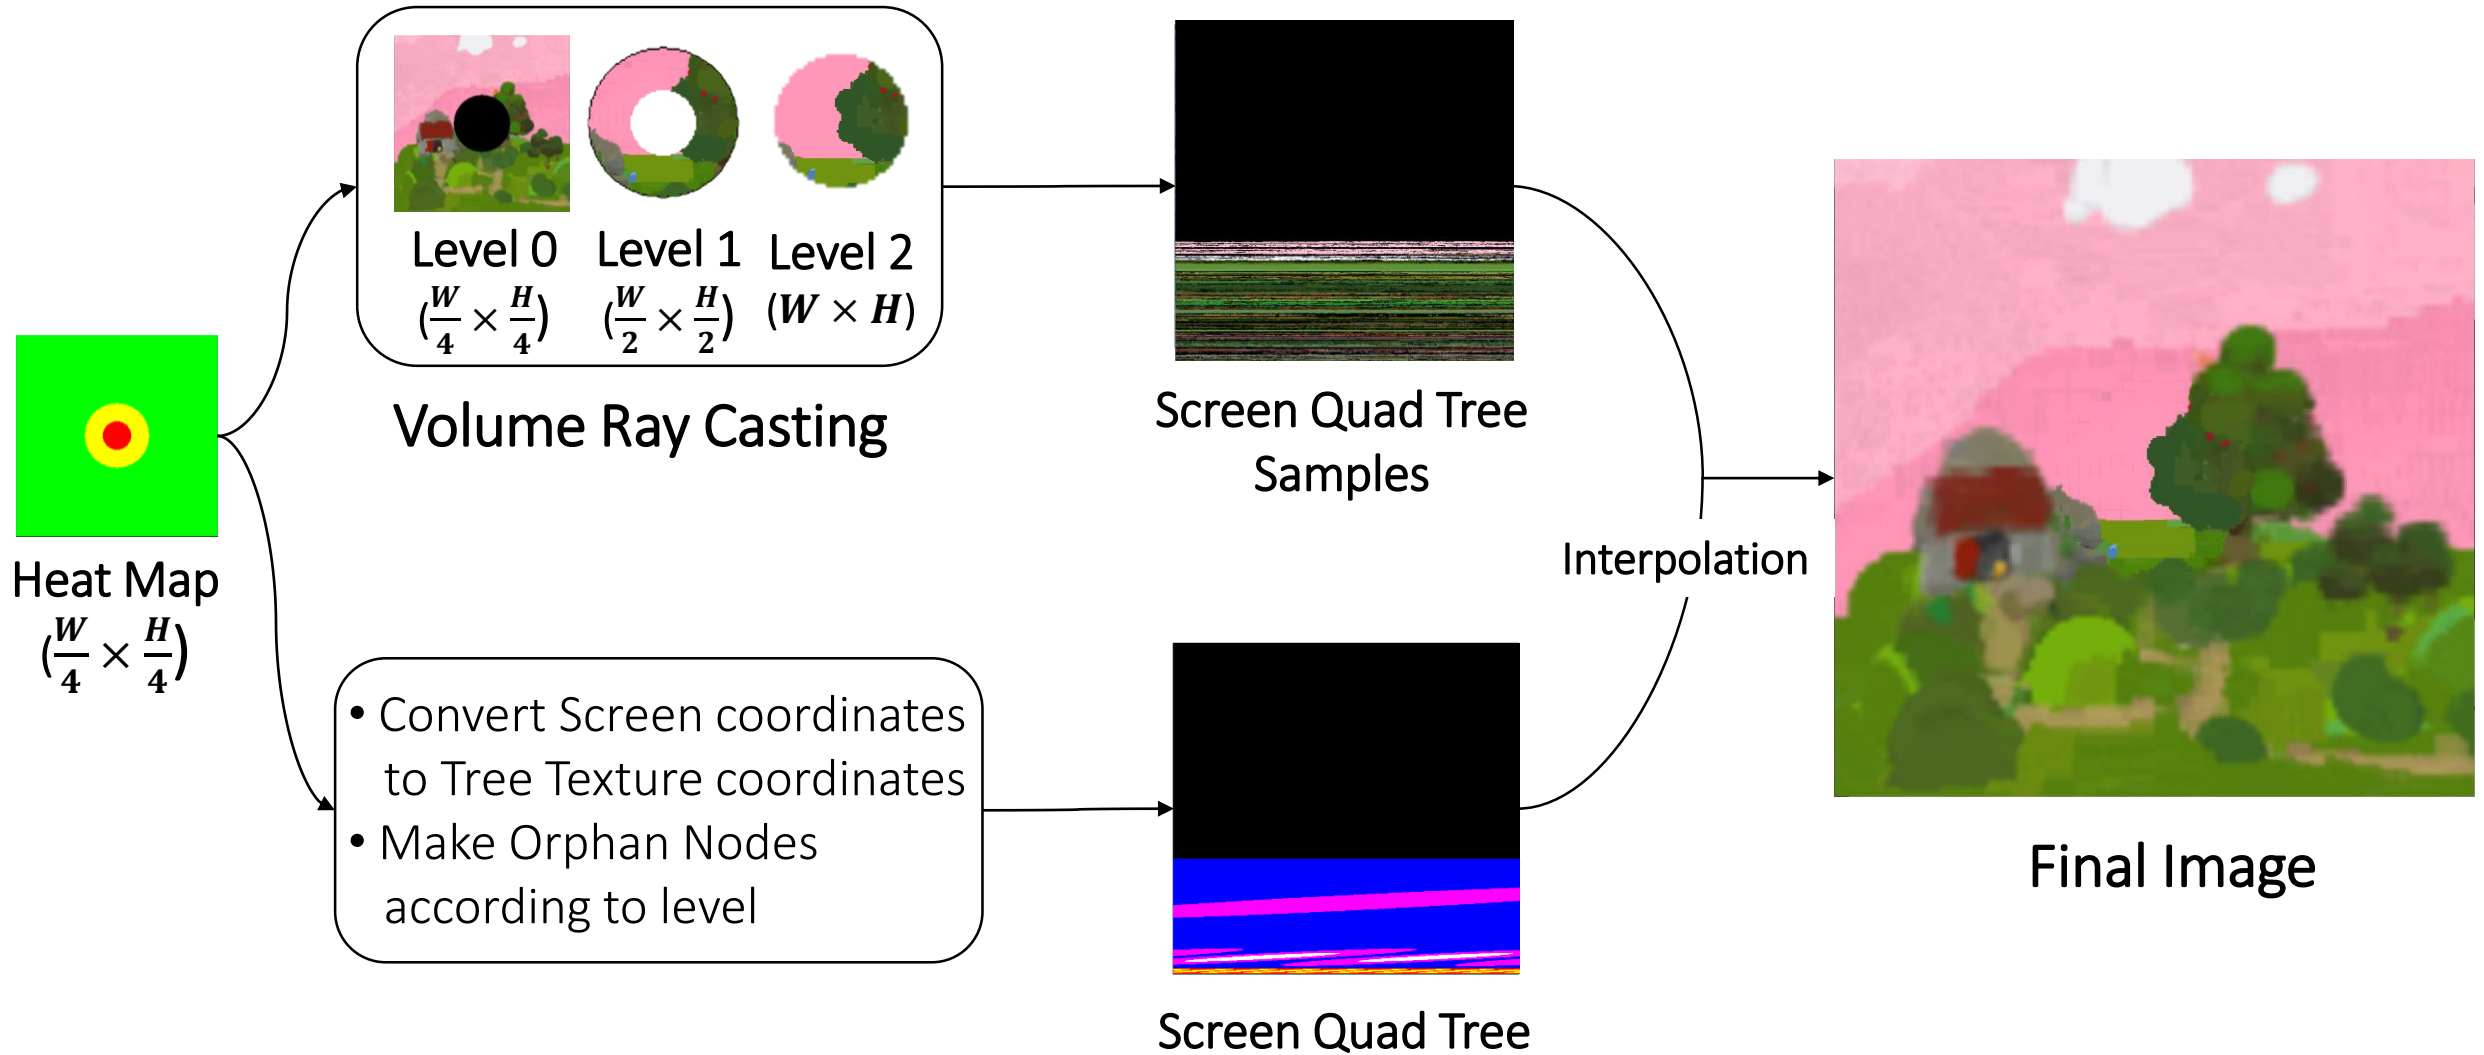 Level 0
(W/4 × H/4)
Level 1
(W/2 × H/2)
Level 2
(W × H)
Volume Ray Casting
Heat Map
(W/4 × H/4)
• Convert Screen coordinates
to Tree Texture coordinates
• Make Orphan Nodes
according to level
Screen Quad Tree
Samples
Screen Quad Tree
Interpolation
Final Image